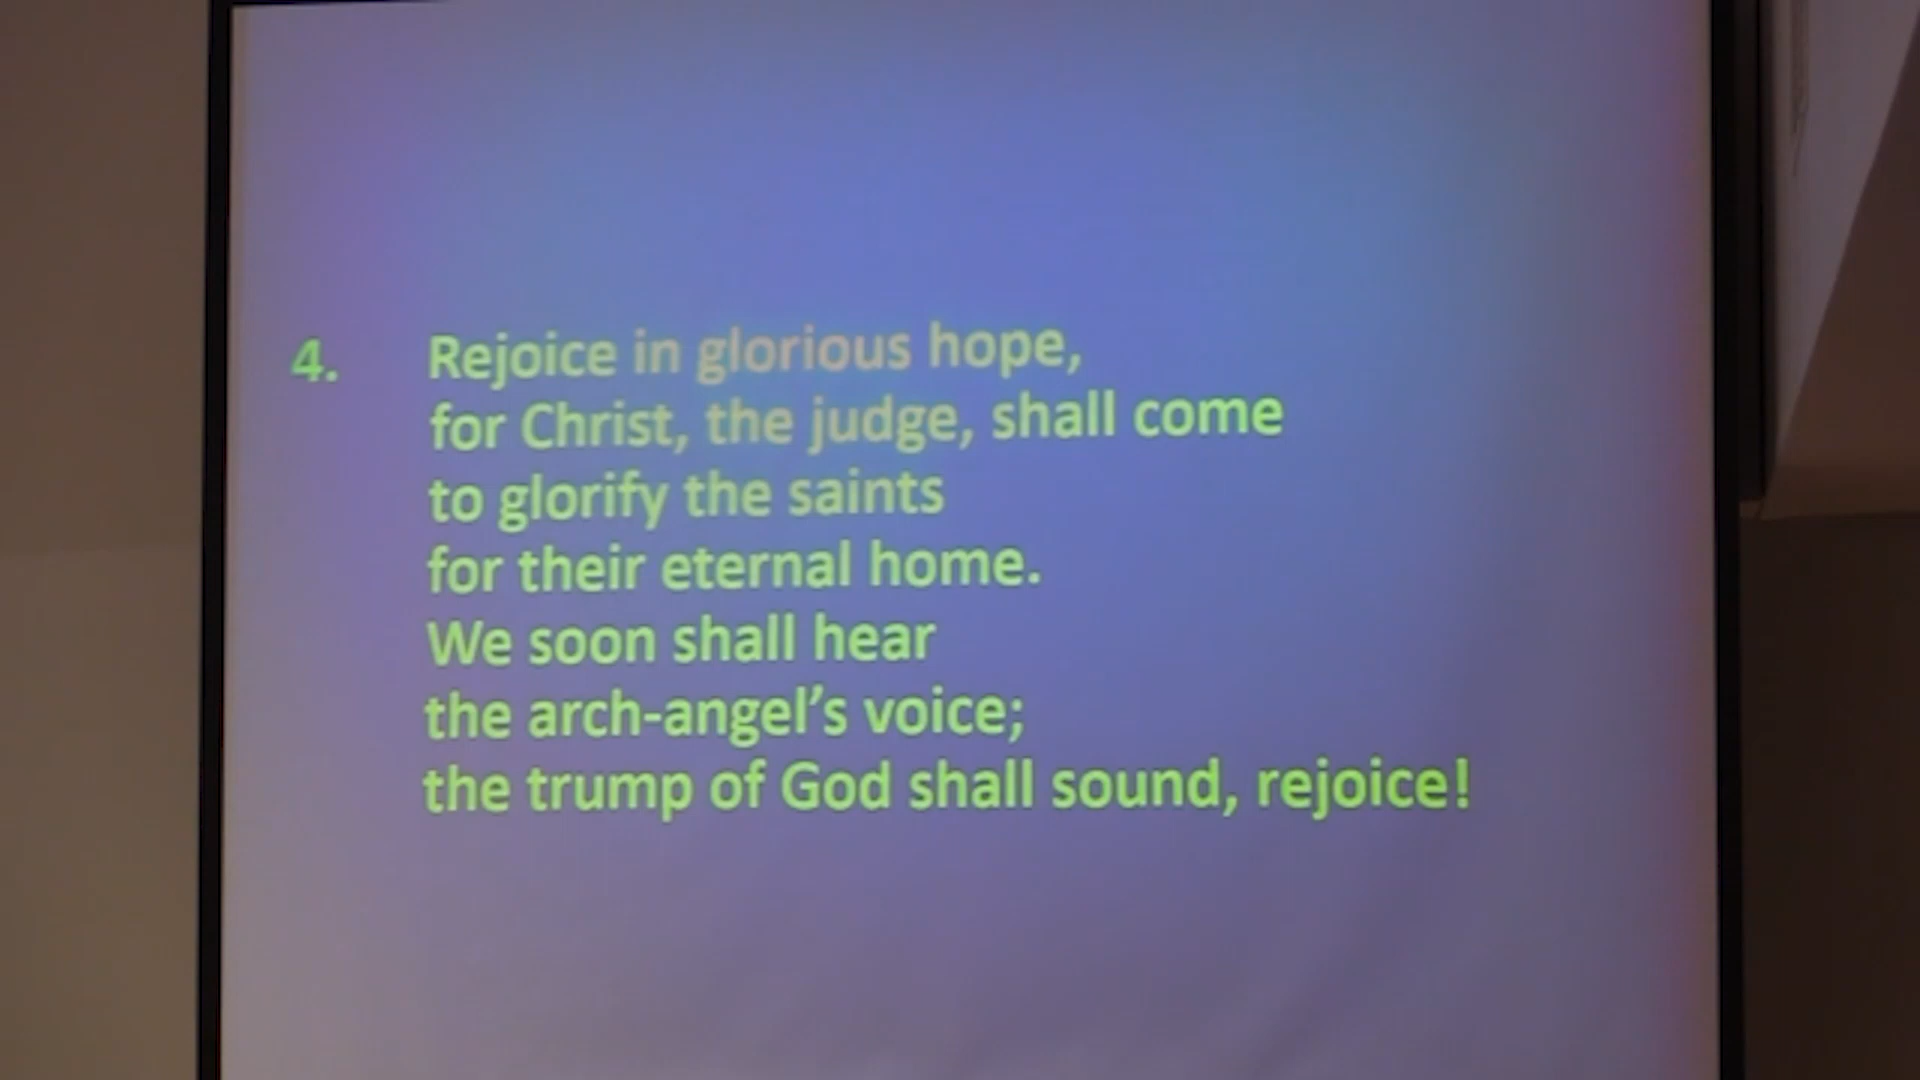 4. Rejoice in glorious hope,
for Christ, the judge, shall come
to glorify the saints
for their eternal home.
We soon shall hear
the arch-angel’s voice;
the trump of God shall sound, rejoice!